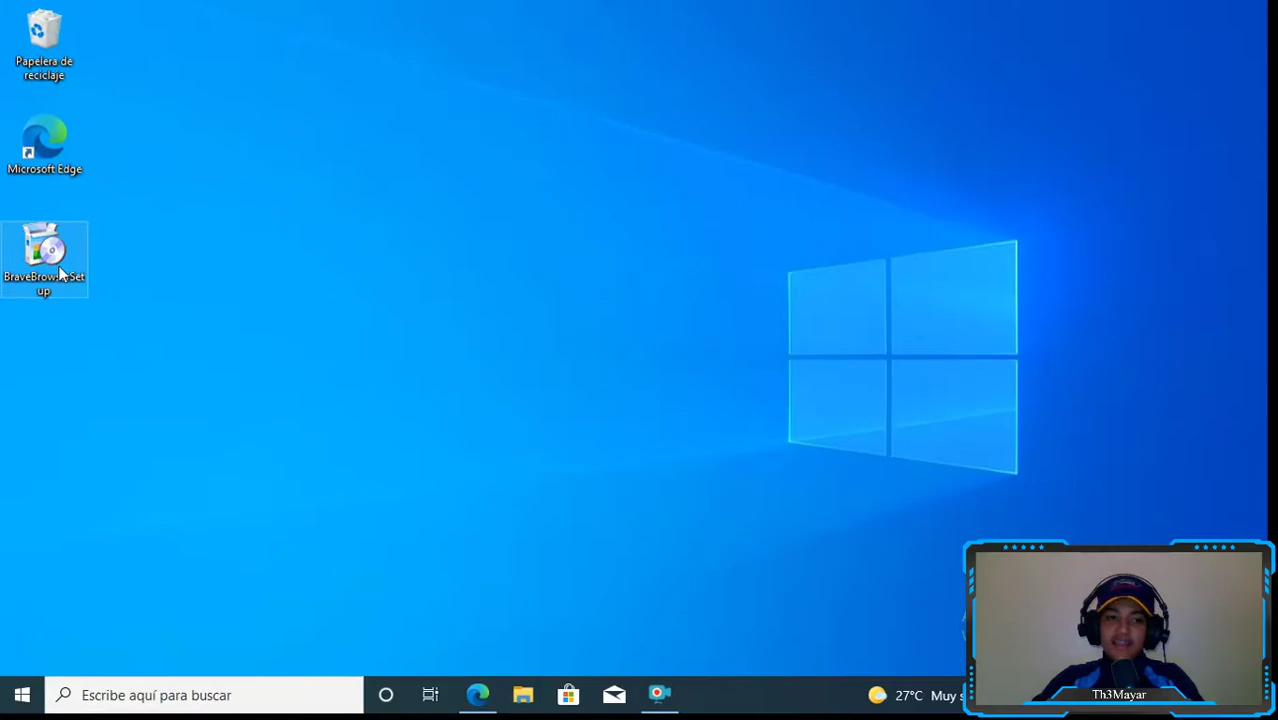 Papelera de
reciclaje
Microsoft Edge
up
Escribe aquí para buscar
27°C Muy
Th3Mayar